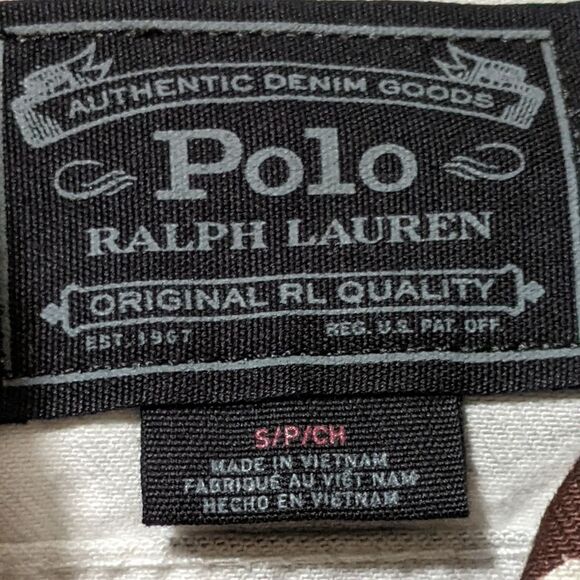 AUTHENTIC DENIM GOODS
Polo
RALPH LAUREN
ORIGINAL RL QUALITY
EST. 1967 REG. U.S. PAT. OFF.
S/P/CH
MADE IN VIETNAM
FABRIQUÉ AU VIET NAM
HECHO EN VIETNAM